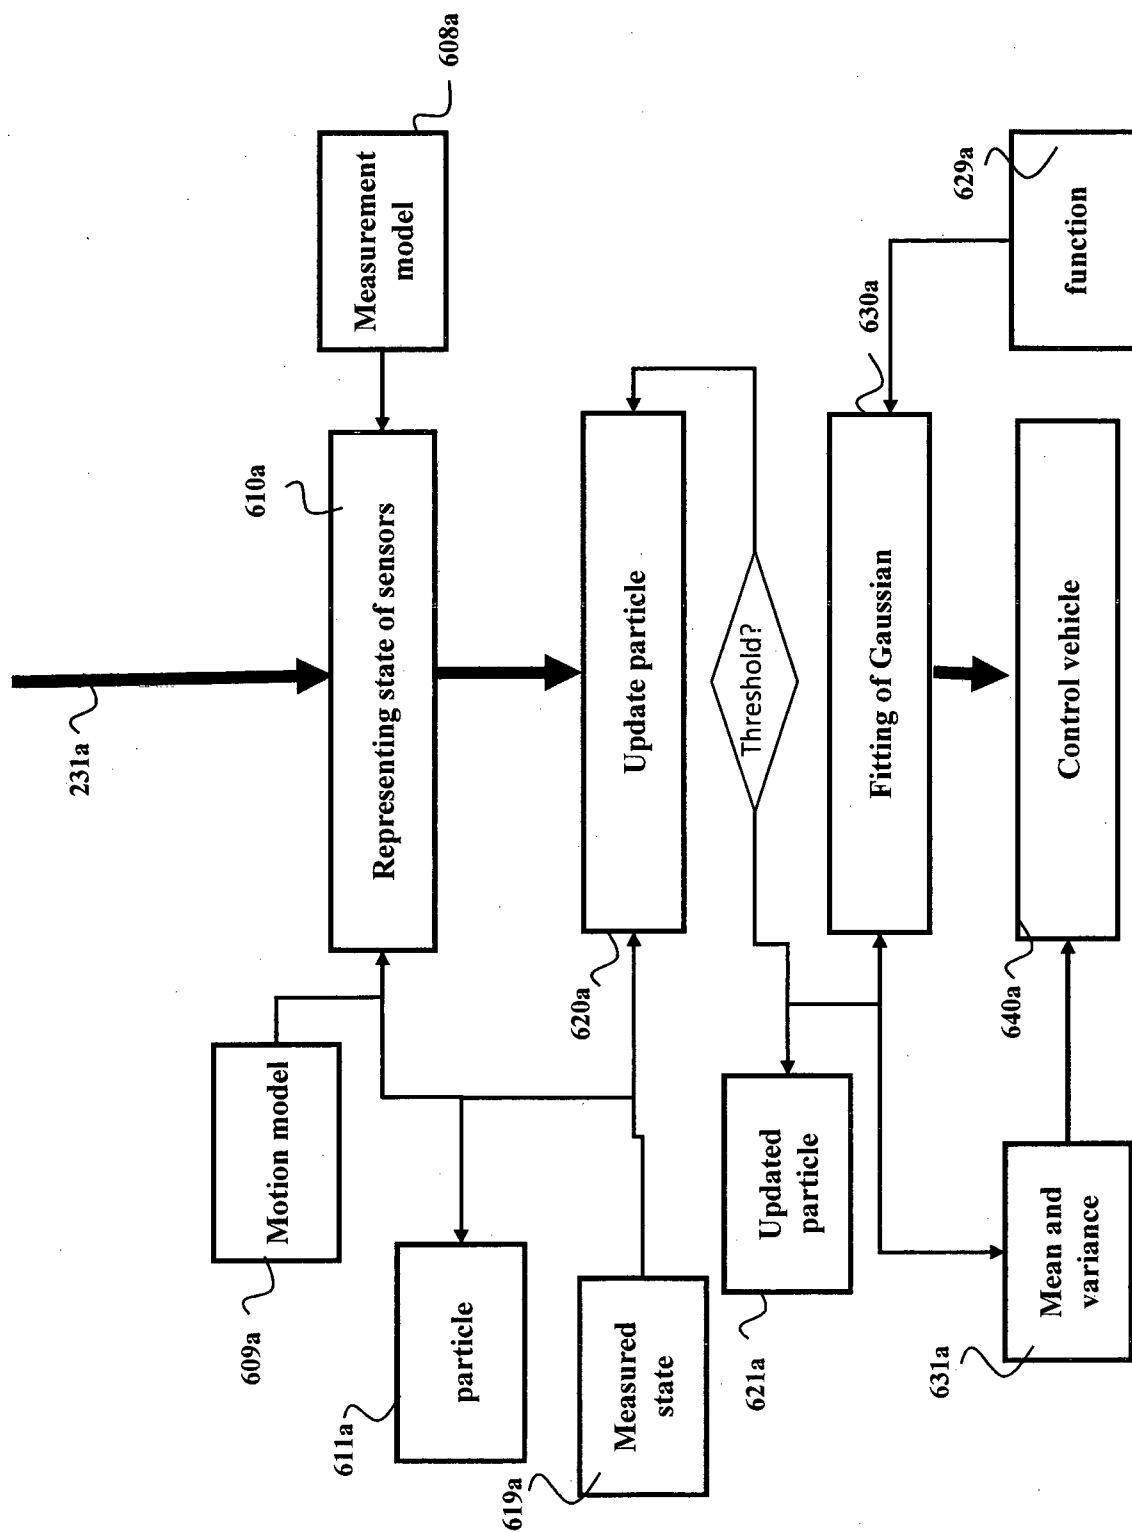 231a
610a
Representing state of sensors
Measurement
model
608a
609a
Motion model
611a
particle
619a
Measured
state
620a
Update particle
Threshold?
621a
Updated
particle
630a
Fitting of Gaussian
629a
function
631a
Mean and
variance
640a
Control vehicle